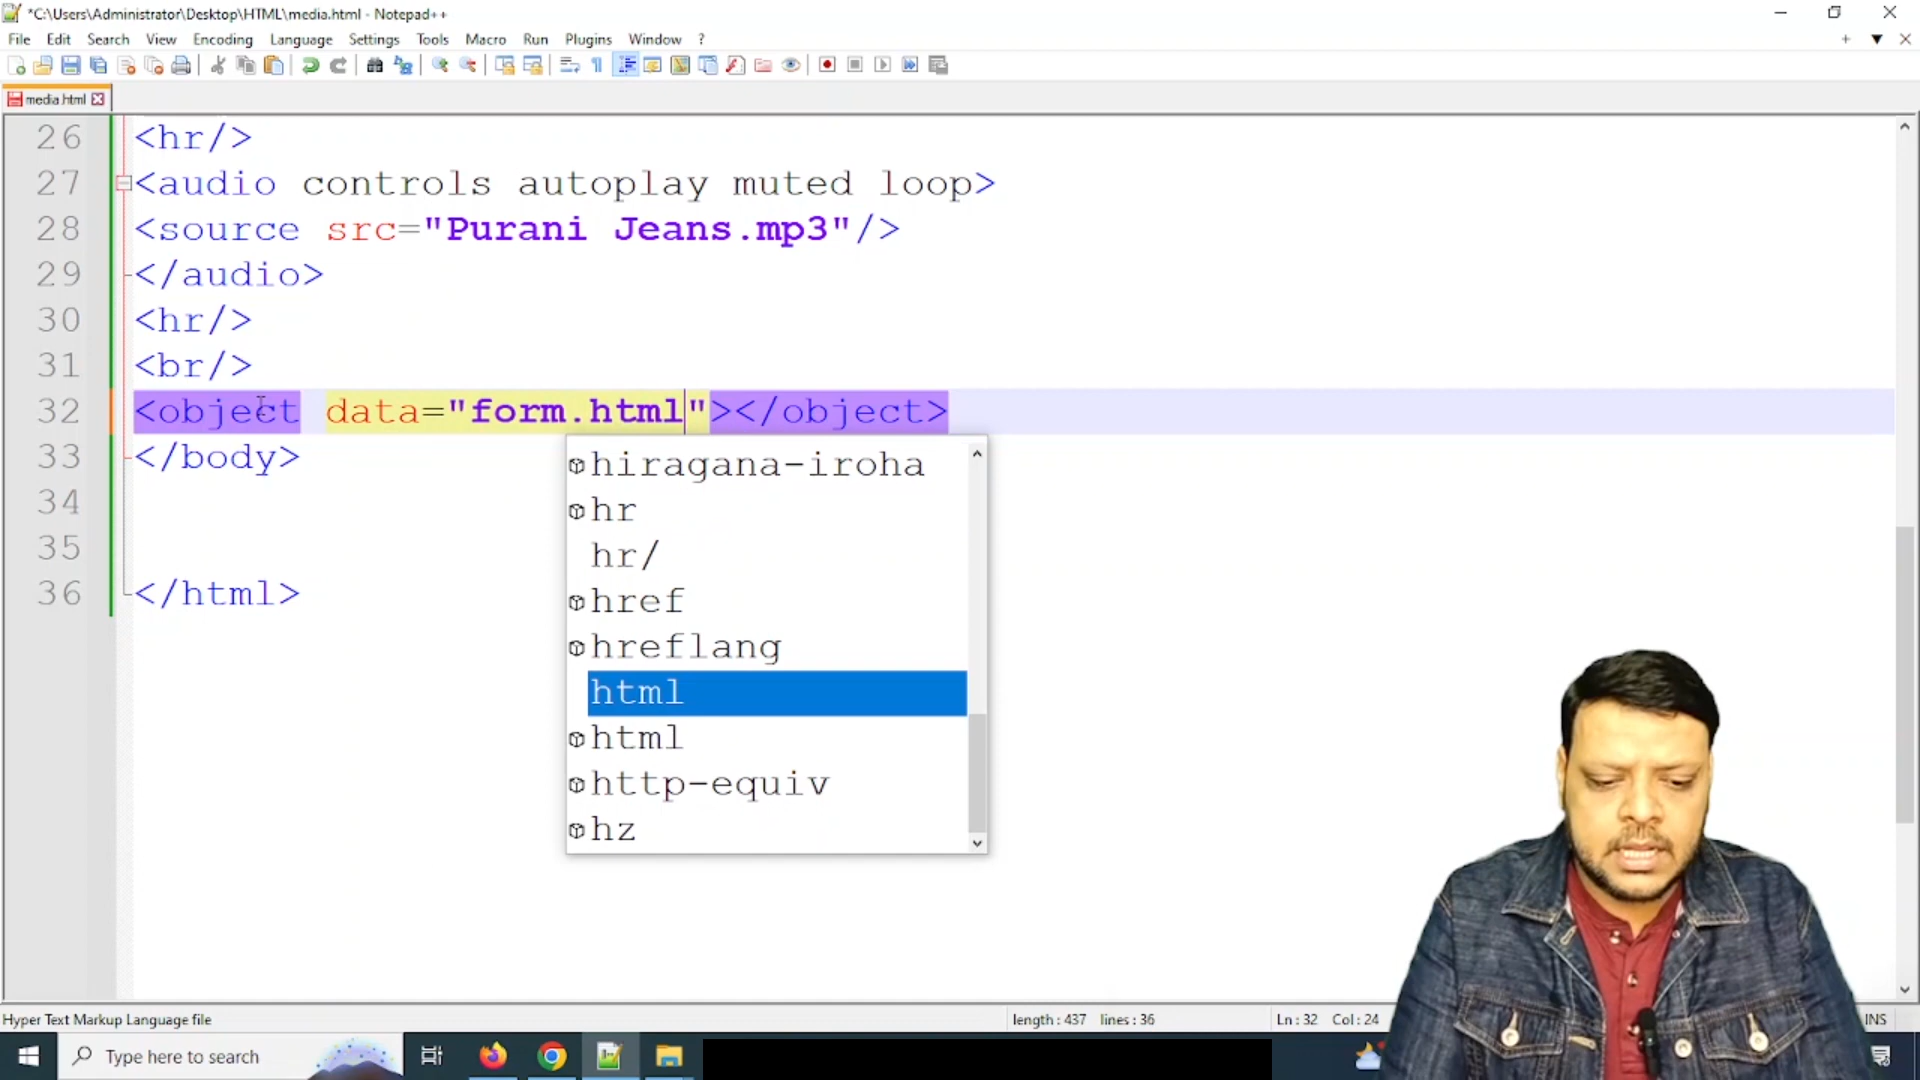 *C:\Users\Administrator\Desktop\HTML\media.html - Notepad++
File Edit Search View Encoding Language Settings Tools Macro Run Plugins Window ?
media.html
26 <hr/>
27 <audio controls autoplay muted loop>
28 <source src="Purani Jeans.mp3"/>
29 </audio>
30 <hr/>
31 <br/>
32 <object data="form.html"></object>
33 </body>
34
35
36 </html>
hiragana-iroha
hr
hr/
href
hreflang
html
html
http-equiv
hz
Hyper Text Markup Language file length : 437 lines : 36 Ln : 32 Col : 24 INS
Type here to search